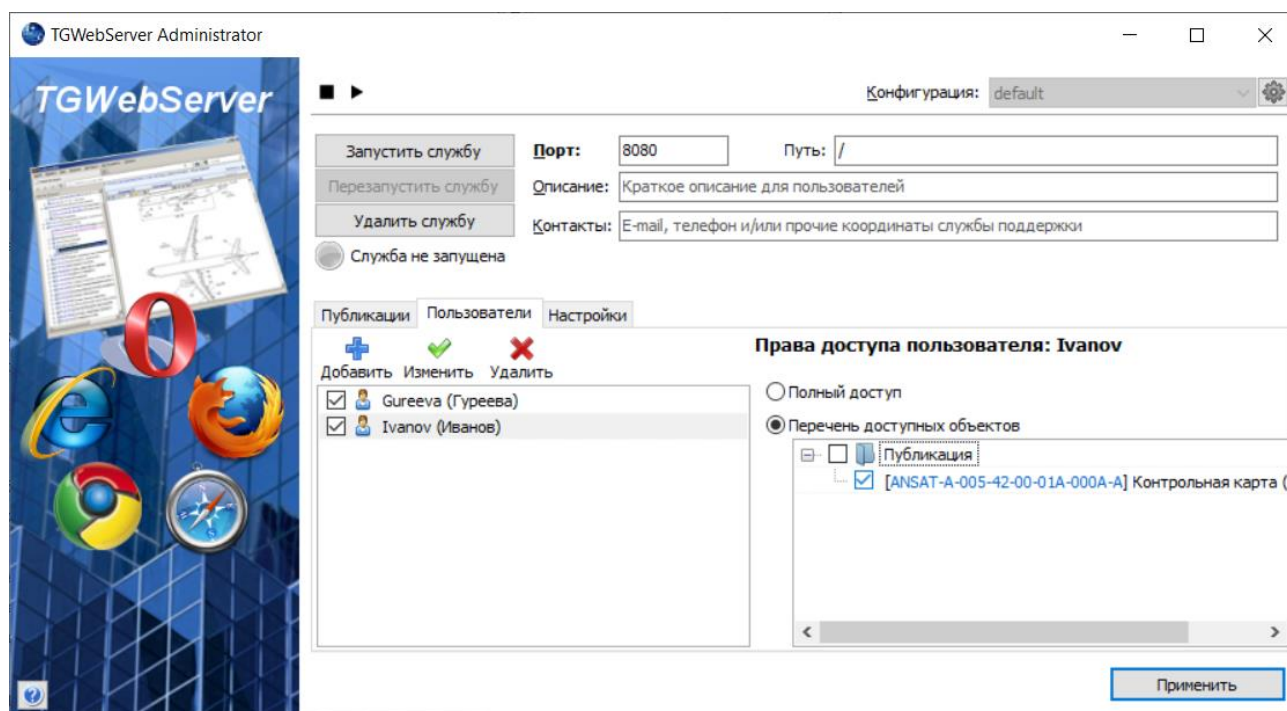 TGWebServer Administrator
TGWebServer
Конфигурация: default
Запустить службу
Порт: 8080
Путь: /
Перезапустить службу
Описание: Краткое описание для пользователей
Удалить службу
Контакты: E-mail, телефон и/или прочие координаты службы поддержки
Служба не запущена
Публикации Пользователи Настройки
Добавить Изменить Удалить
Gureeva (Гуреева)
Ivanov (Иванов)
Права доступа пользователя: Ivanov
Полный доступ
Перечень доступных объектов
Публикация
[ANSAT-A-005-42-00-01A-000A-A] Контрольная карта (
Применить